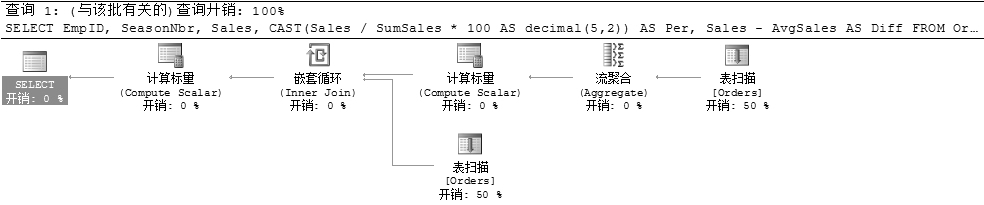 查询 1: (与该批有关的)查询开销: 100%
SELECT EmpID, SeasonNbr, Sales, CAST(Sales / SumSales * 100 AS decimal(5,2)) AS Per, Sales - AvgSales AS Diff FROM Or…
SELECT
开销: 0 %
计算标量
(Compute Scalar)
开销: 0 %
嵌套循环
(Inner Join)
开销: 0 %
计算标量
(Compute Scalar)
开销: 0 %
流聚合
(Aggregate)
开销: 0 %
表扫描
[Orders]
开销: 50 %
表扫描
[Orders]
开销: 50 %